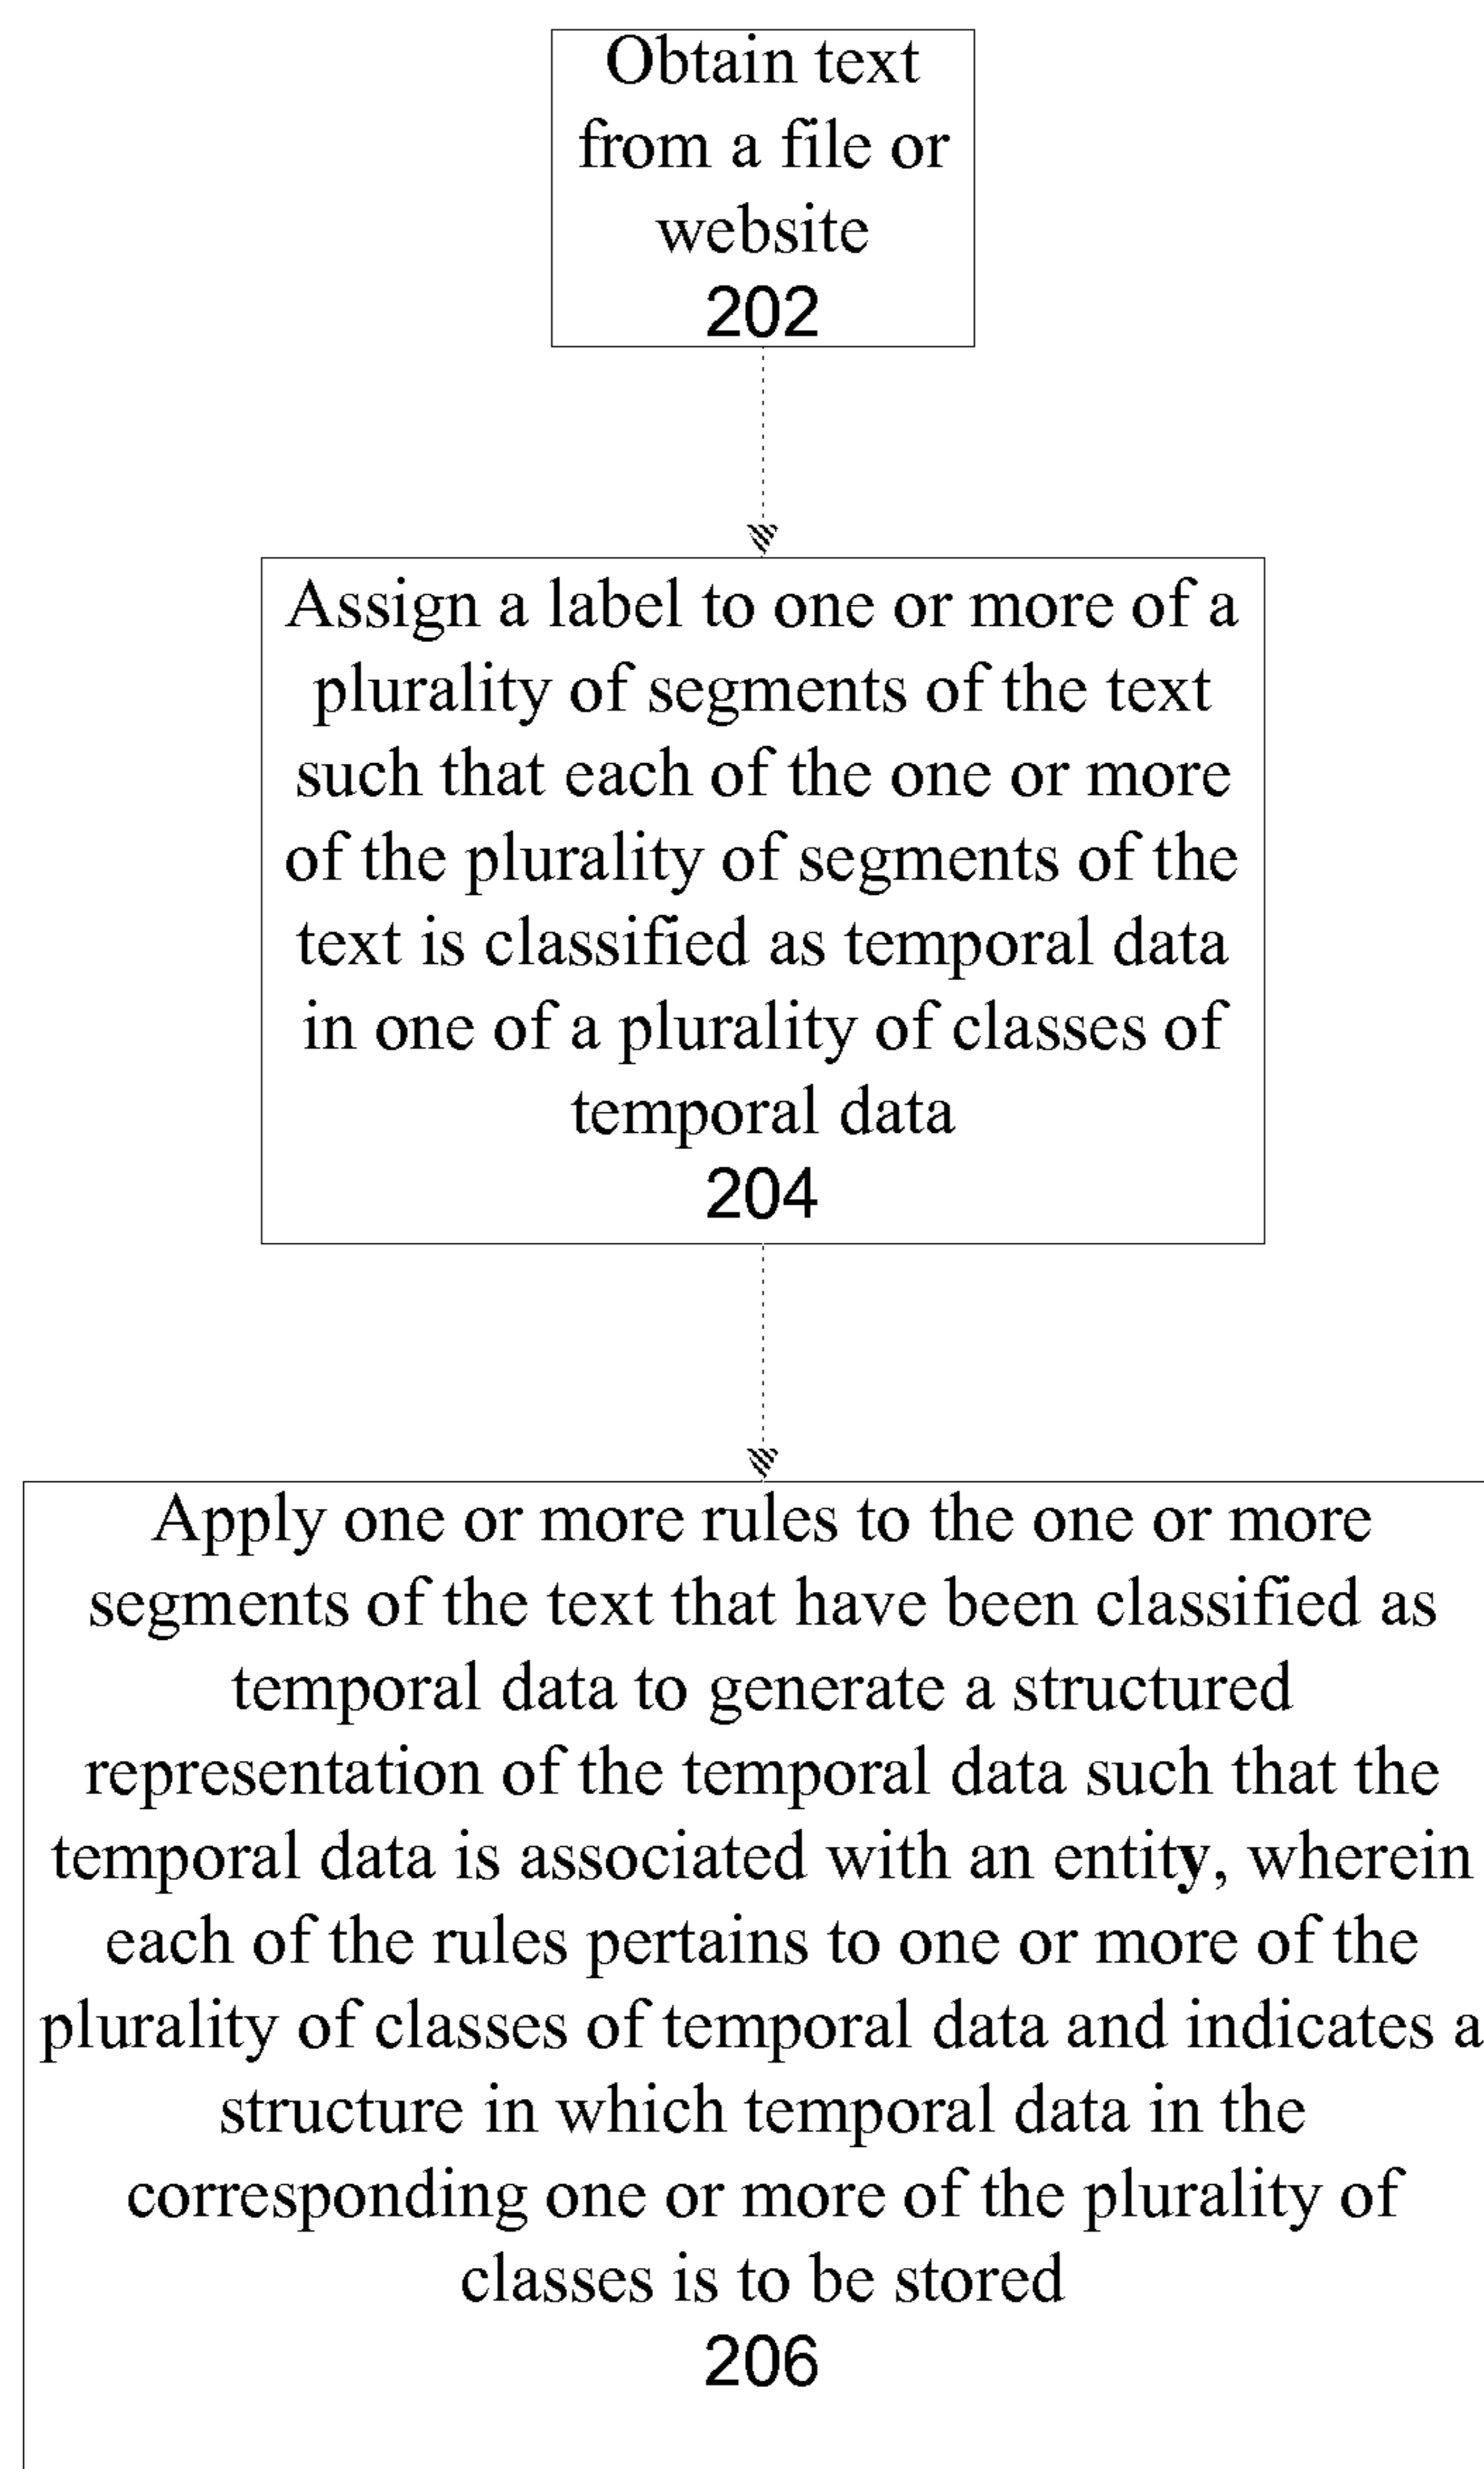 Obtain text
from a file or
website
202
Assign a label to one or more of a
plurality of segments of the text
such that each of the one or more
of the plurality of segments of the
text is classified as temporal data
in one of a plurality of classes of
temporal data
204
Apply one or more rules to the one or more
segments of the text that have been classified as
temporal data to generate a structured
representation of the temporal data such that the
temporal data is associated with an entity, wherein
each of the rules pertains to one or more of the
plurality of classes of temporal data and indicates a
structure in which temporal data in the
corresponding one or more of the plurality of
classes is to be stored
206